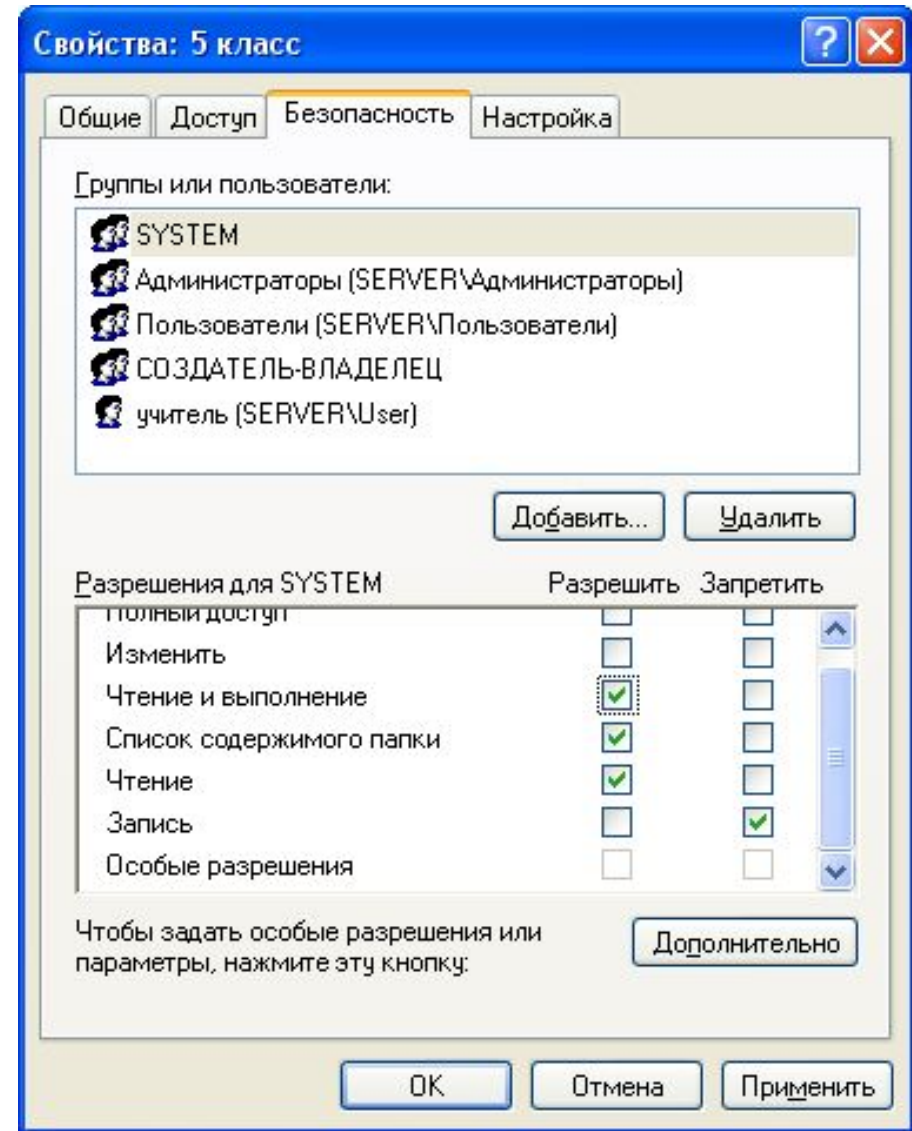 Свойства: 5 класс
Общие Доступ Безопасность Настройка
Группы или пользователи:
SYSTEM
Администраторы (SERVER\Администраторы)
Пользователи (SERVER\Пользователи)
СОЗДАТЕЛЬ-ВЛАДЕЛЕЦ
учитель (SERVER\User)
Добавить... Удалить
Разрешения для SYSTEM Разрешить Запретить
Полный доступ
Изменить
Чтение и выполнение
Список содержимого папки
Чтение
Запись
Особые разрешения
Чтобы задать особые разрешения или
параметры, нажмите эту кнопку:
Дополнительно
OK Отмена Применить